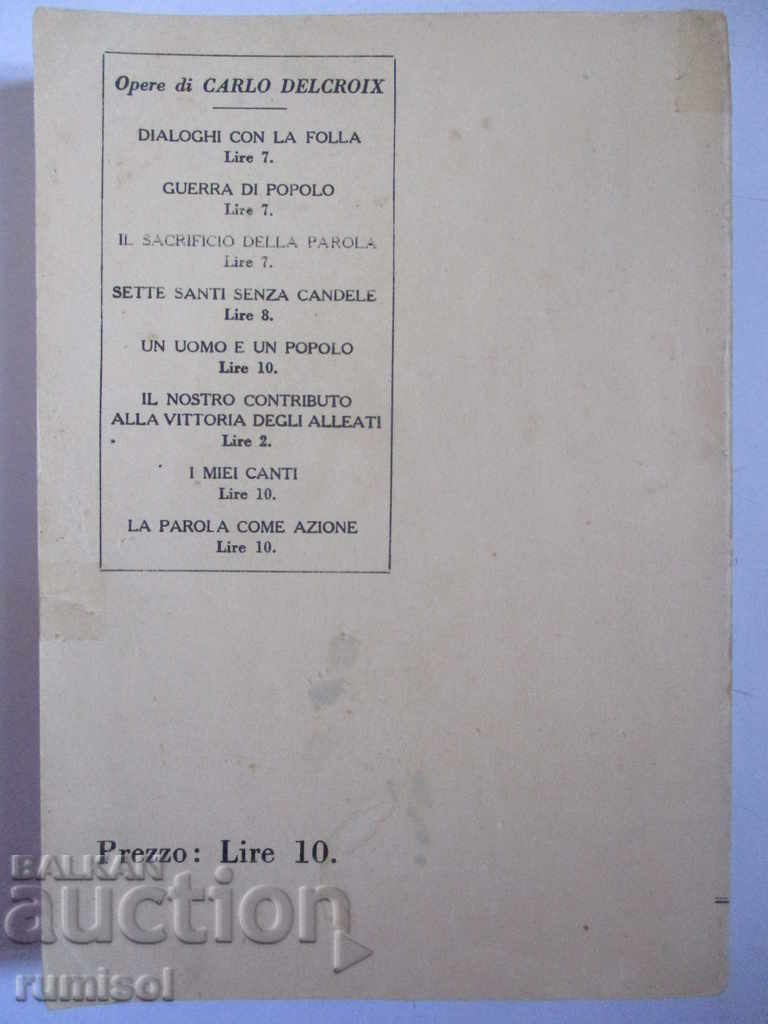 Opere di CARLO DELCROIX
DIALOGHI CON LA FOLLA
Lire 7.
GUERRA DI POPOLO
Lire 7.
IL SACRIFICIO DELLA PAROLA
Lire 7.
SETTE SANTI SENZA CANDELE
Lire 8.
UN UOMO E UN POPOLO
Lire 10.
IL NOSTRO CONTRIBUTO
ALLA VITTORIA DEGLI ALLEATI
Lire 2.
I MIEI CANTI
Lire 10.
LA PAROLA COME AZIONE
Lire 10.
Prezzo: Lire 10.
BALKAN
auction
rumisol